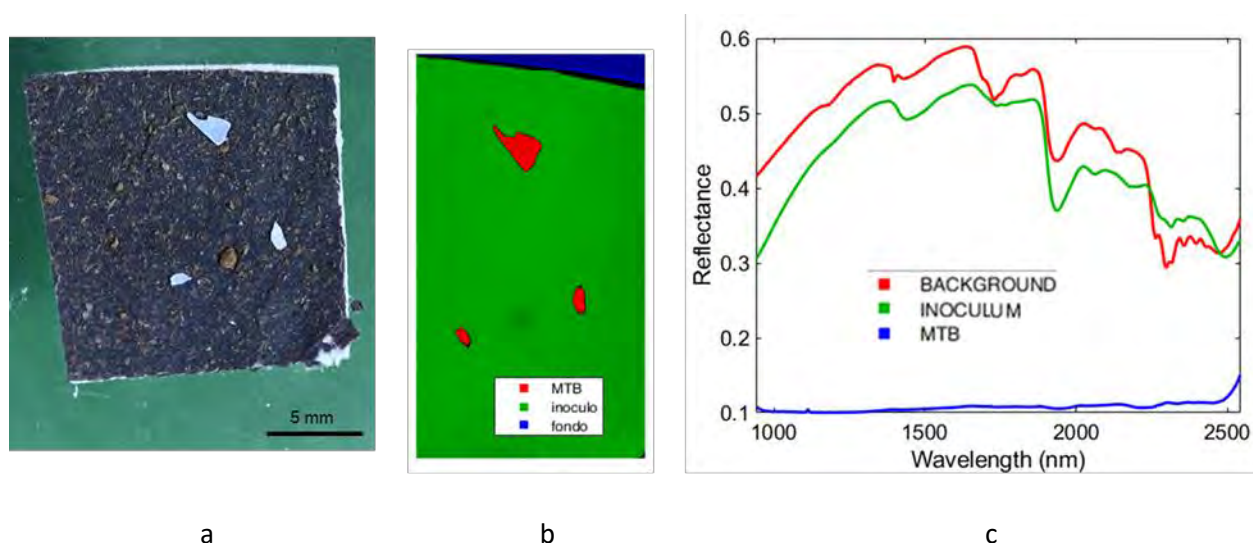 5 mm
MTB
inoculo
fondo
0.6
0.5
0.4
0.3
0.2
0.1
Reflectance
BACKGROUND
INOCULUM
MTB
1000 1500 2000 2500
Wavelength (nm)
a b c